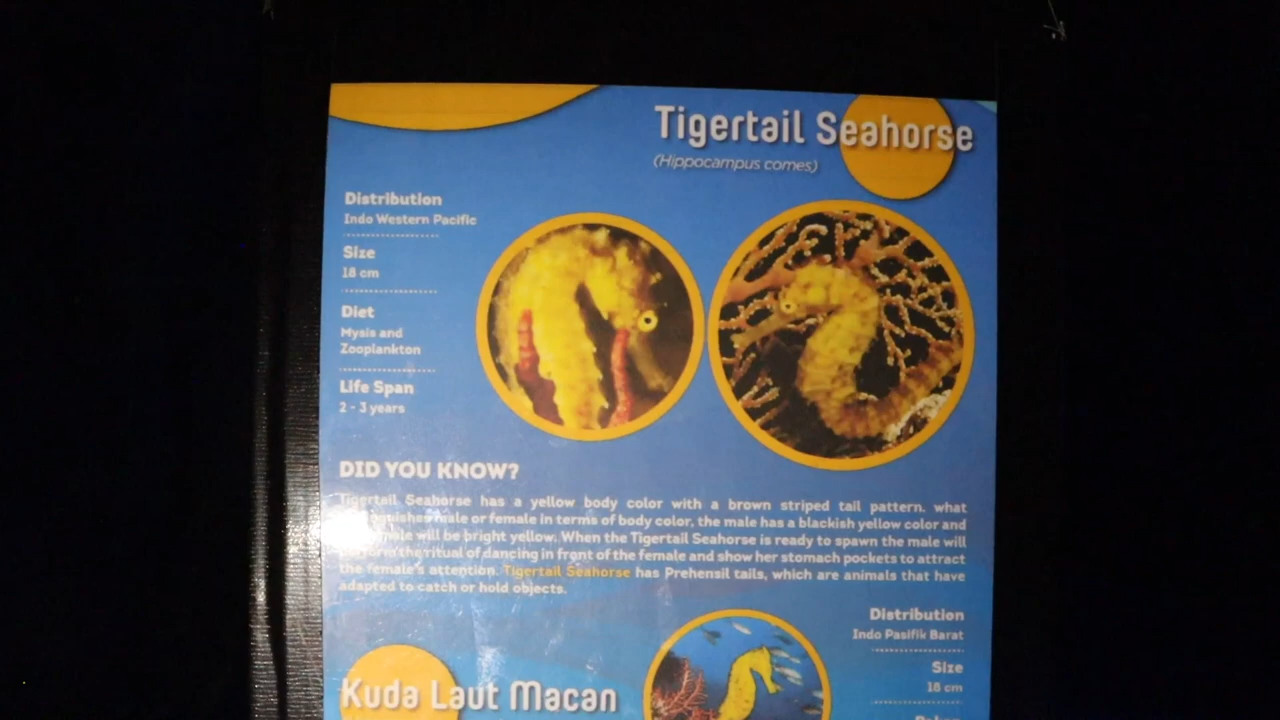 Tigertail Seahorse
(Hippocampus comes)
Distribution
Indo Western Pacific
Size
18 cm
Diet
Mysis and
Zooplankton
Life Span
2 - 3 years
DID YOU KNOW?
Tigertail Seahorse has a yellow body color with a brown striped tail pattern. what
male or female in terms of body color, the male has a blackish yellow color and
will be bright yellow. When the Tigertail Seahorse is ready to spawn the male will
the ritual of dancing in front of the female and show her stomach pockets to attract
the female's attention. Tigertail Seahorse has Prehensil tails, which are animals that have
adapted to catch or hold objects.
Kuda Laut Macan
Distribution
Indo Pasifik Barat
Size
18 cm